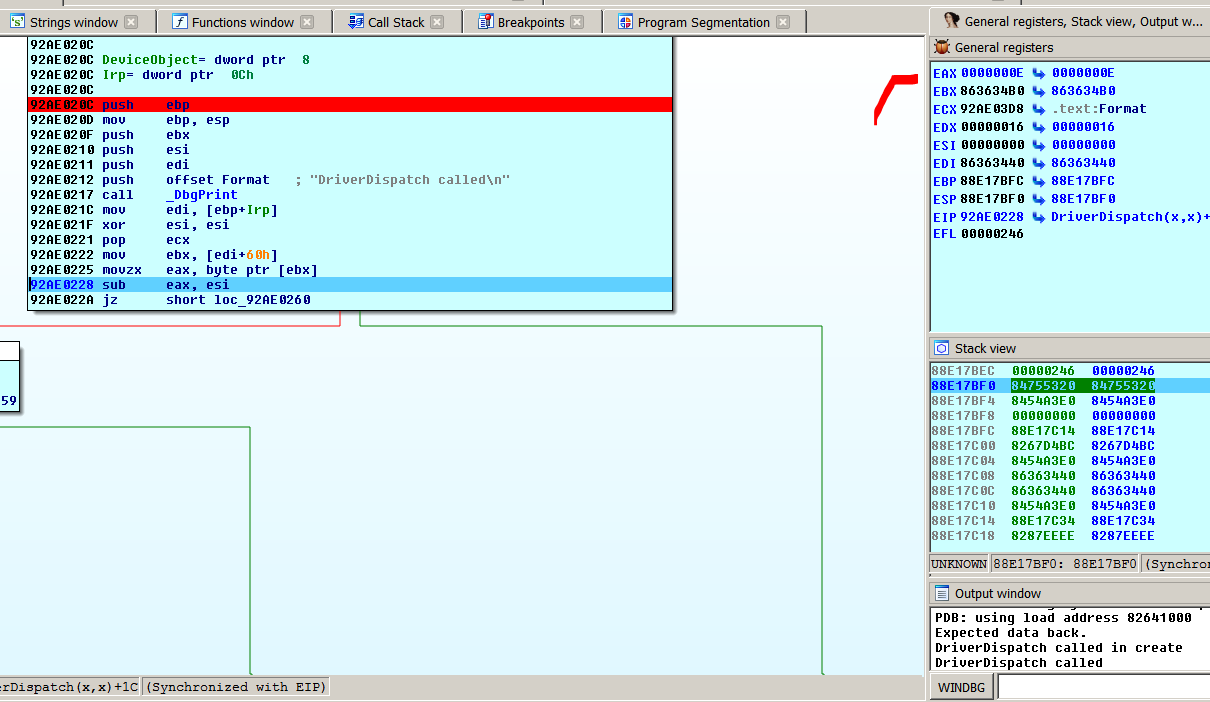 Strings window
Functions window
Call Stack
Breakpoints
Program Segmentation
General registers, Stack view, Output w...
92AE020C
92AE020C DeviceObject= dword ptr  8
92AE020C Irp= dword ptr  0Ch
92AE020C
92AE020C push    ebp
92AE020D mov     ebp, esp
92AE020F push    ebx
92AE0210 push    esi
92AE0211 push    edi
92AE0212 push    offset Format   ; "DriverDispatch called\n"
92AE0217 call    _DbgPrint
92AE021C mov     edi, [ebp+Irp]
92AE021F xor     esi, esi
92AE0221 pop     ecx
92AE0222 mov     ebx, [edi+60h]
92AE0225 movzx   eax, byte ptr [ebx]
92AE0228 sub     eax, esi
92AE022A jz      short loc_92AE0260
59
erDispatch(x,x)+1C (Synchronized with EIP)
General registers
EAX 0000000E 0000000E
EBX 863634B0 863634B0
ECX 92AE03D8 .text:Format
EDX 00000016 00000016
ESI 00000000 00000000
EDI 86363440 86363440
EBP 88E17BFC 88E17BFC
ESP 88E17BF0 88E17BF0
EIP 92AE0228 DriverDispatch(x,x)+
EFL 00000246
Stack view
88E17BEC 00000246 00000246
88E17BF0 84755320 84755320
88E17BF4 8454A3E0 8454A3E0
88E17BF8 00000000 00000000
88E17BFC 88E17C14 88E17C14
88E17C00 8267D4BC 8267D4BC
88E17C04 8454A3E0 8454A3E0
88E17C08 86363440 86363440
88E17C0C 86363440 86363440
88E17C10 8454A3E0 8454A3E0
88E17C14 88E17C34 88E17C34
88E17C18 8287EEEE 8287EEEE
UNKNOWN 88E17BF0: 88E17BF0 (Synchron
Output window
PDB: using load address 82641000
Expected data back.
DriverDispatch called in create
DriverDispatch called
WINDBG